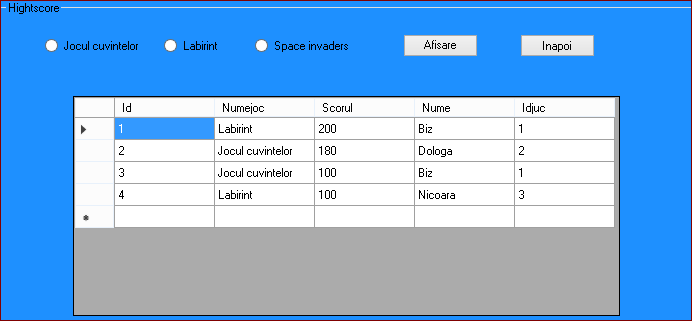 Hightscore
Jocul cuvintelor Labirint Space invaders Afisare Inapoi
Id Numejoc Scorul Nume Idjuc
1 Labirint 200 Biz 1
2 Jocul cuvintelor 180 Dologa 2
3 Jocul cuvintelor 100 Biz 1
4 Labirint 100 Nicoara 3